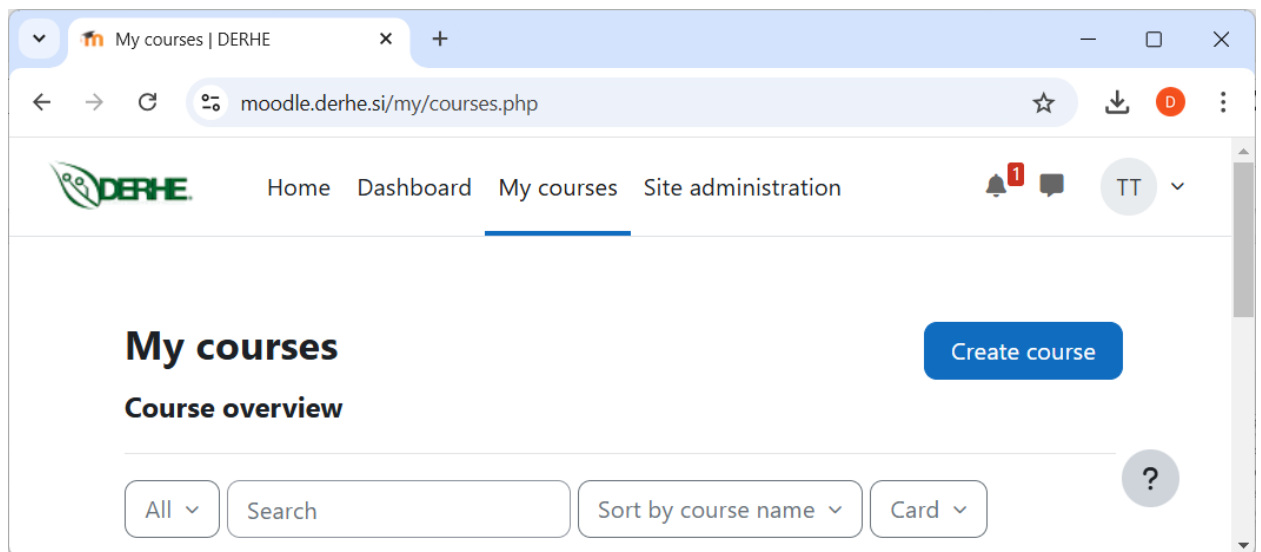 My courses | DERHE
moodle.derhe.si/my/courses.php
D
DERHE.
Home Dashboard My courses Site administration
1
TT
My courses
Create course
Course overview
?
All Search Sort by course name Card